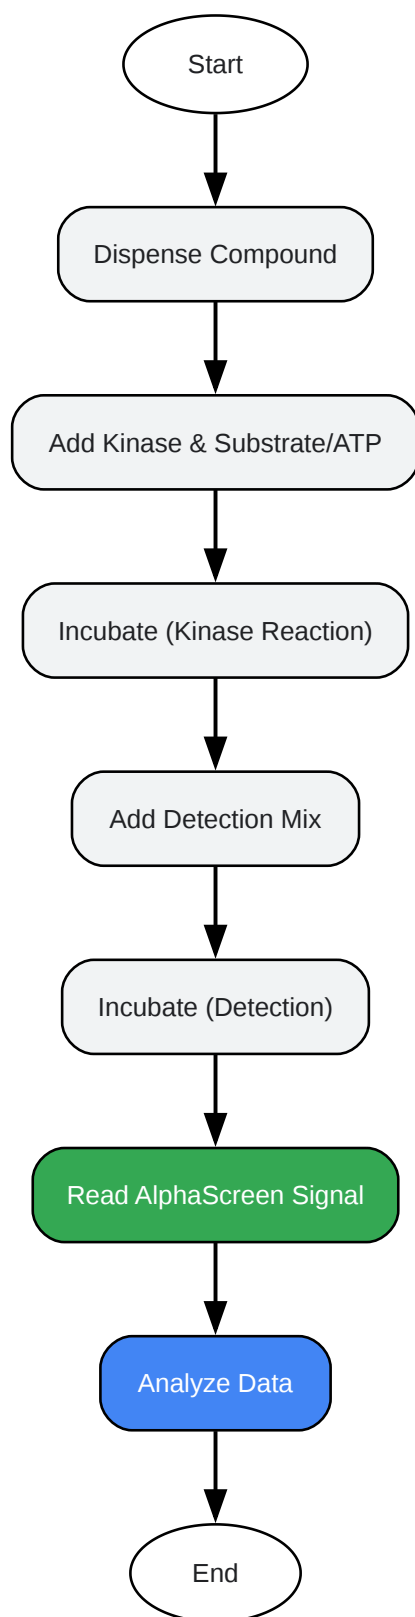 Start
Dispense Compound
Add Kinase & Substrate/ATP
Incubate (Kinase Reaction)
Add Detection Mix
Incubate (Detection)
Read AlphaScreen Signal
Analyze Data
End